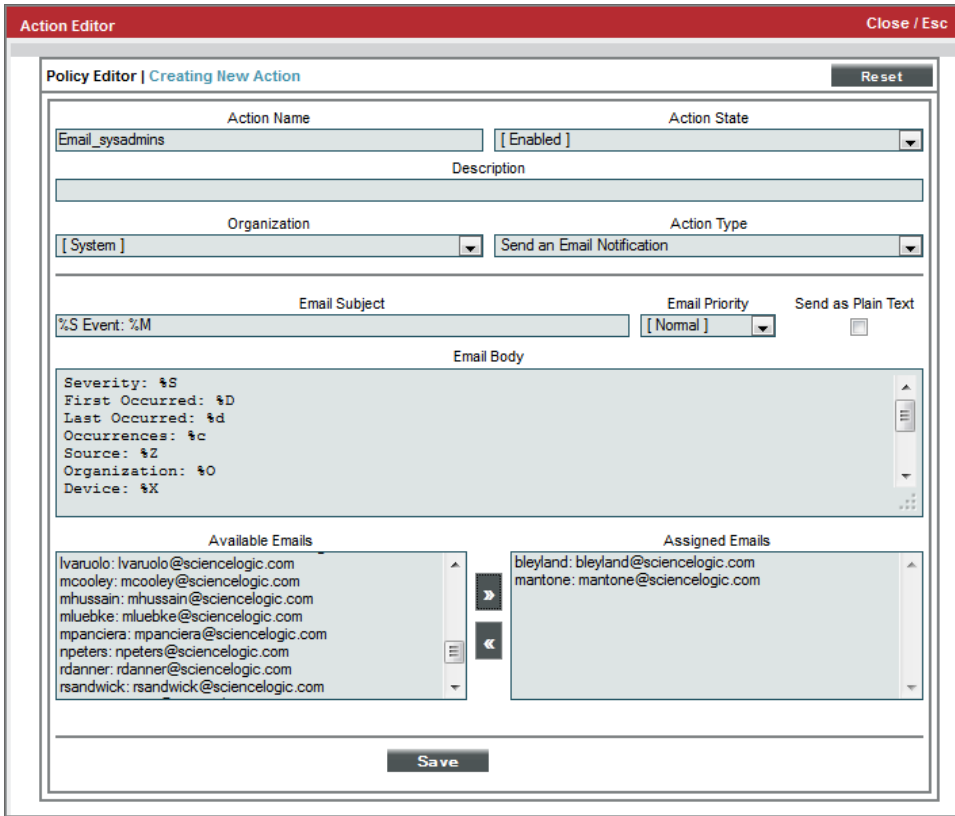 Action Editor
Close / Esc
Policy Editor | Creating New Action
Reset
Action Name
Action State
Email_sysadmins
[ Enabled ]
Description
Organization
Action Type
[ System ]
Send an Email Notification
Email Subject
Email Priority
Send as Plain Text
%S Event: %M
[ Normal ]
Email Body
Severity: %S
First Occurred: %D
Last Occurred: %d
Occurrences: %c
Source: %Z
Organization: %O
Device: %X
Available Emails
Assigned Emails
lvaruolo: lvaruolo@sciencelogic.com
mcooley: mcooley@sciencelogic.com
mhussain: mhussain@sciencelogic.com
mluebke: mluebke@sciencelogic.com
mpanciera: mpanciera@sciencelogic.com
npeters: npeters@sciencelogic.com
rdanner: rdanner@sciencelogic.com
rsandwick: rsandwick@sciencelogic.com
»
«
bleyland: bleyland@sciencelogic.com
mantone: mantone@sciencelogic.com
Save